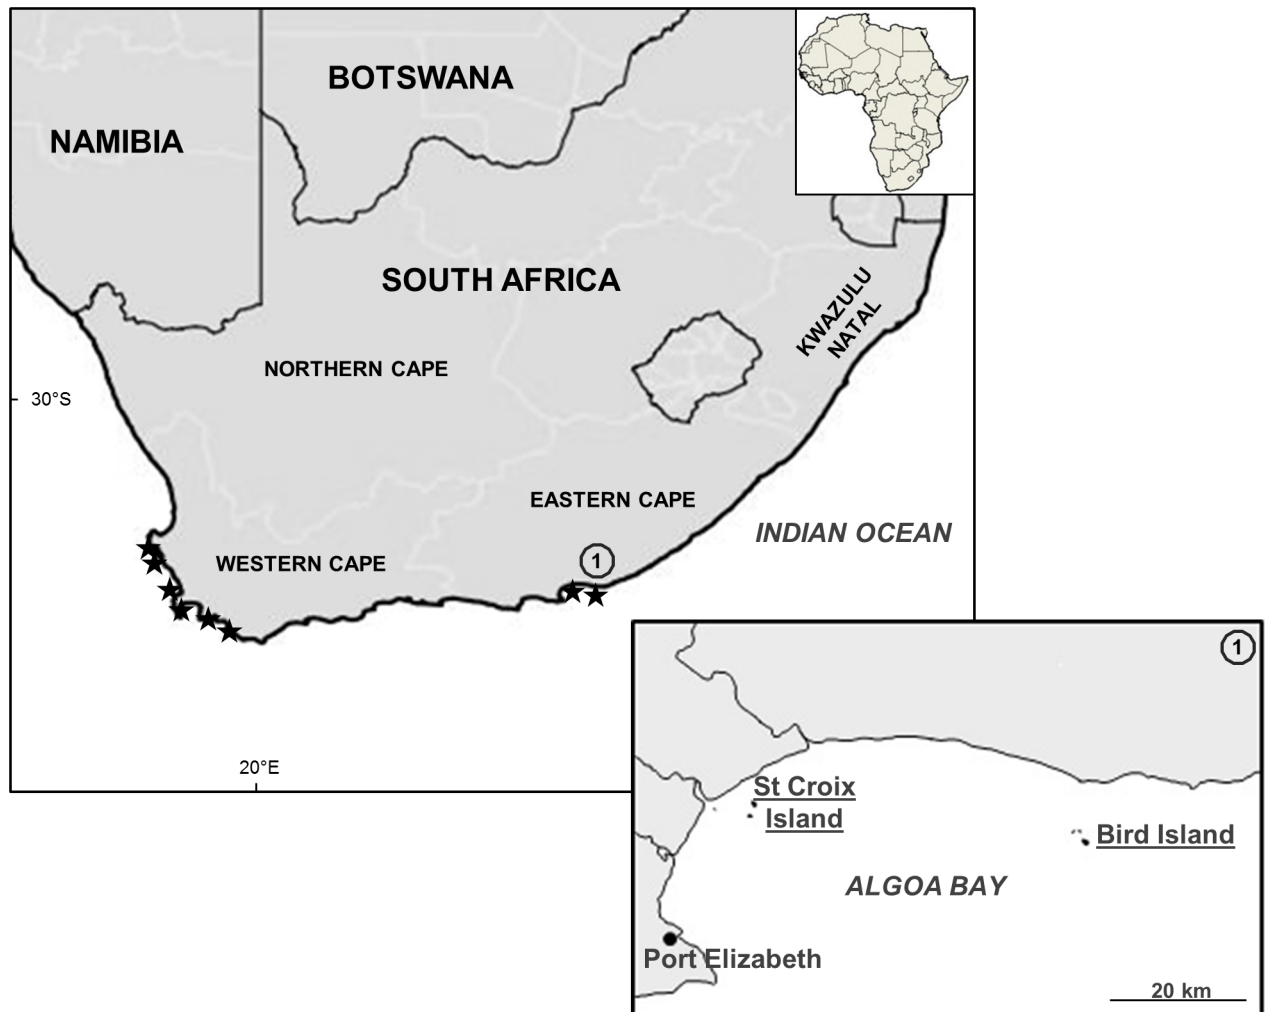 BOTSWANA
NAMIBIA
SOUTH AFRICA
KWAZULU
NATAL
NORTHERN CAPE
30°S
EASTERN CAPE
INDIAN OCEAN
1
WESTERN CAPE
20°E
1
St Croix
Island
Bird Island
ALGOA BAY
Port Elizabeth
20 km